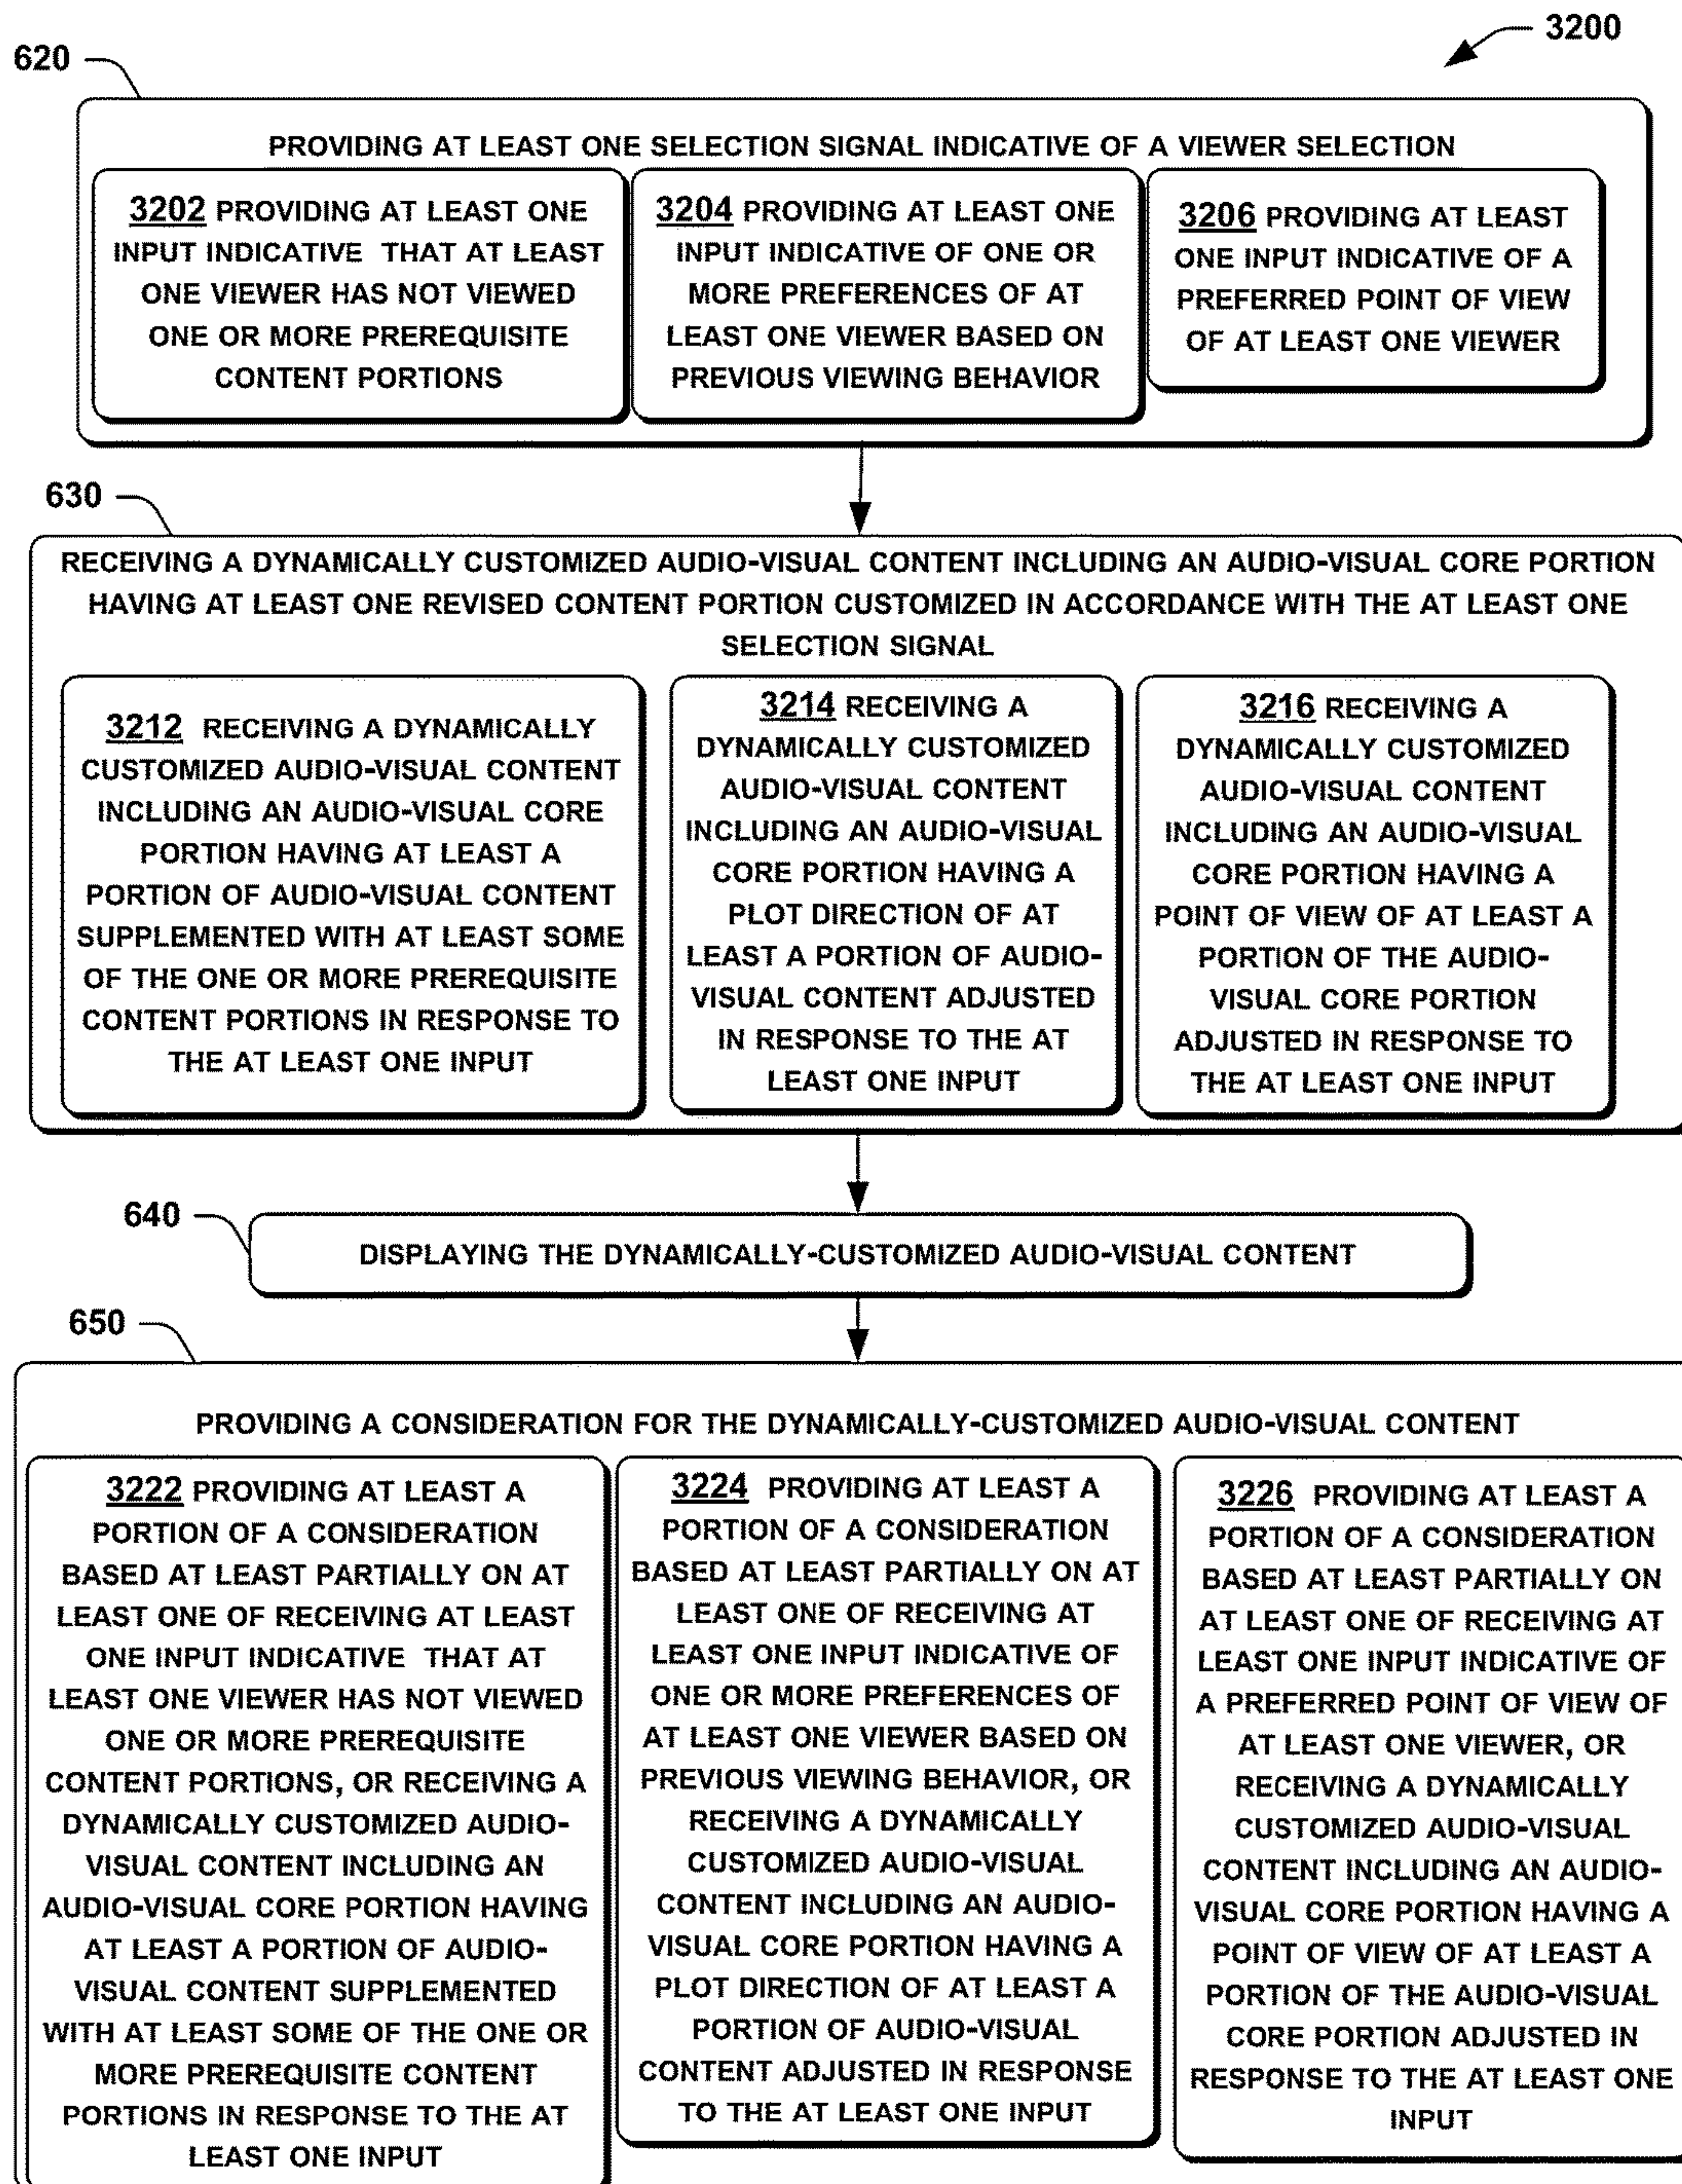 3200
620
PROVIDING AT LEAST ONE SELECTION SIGNAL INDICATIVE OF A VIEWER SELECTION
3202 PROVIDING AT LEAST ONE
INPUT INDICATIVE THAT AT LEAST
ONE VIEWER HAS NOT VIEWED
ONE OR MORE PREREQUISITE
CONTENT PORTIONS
3204 PROVIDING AT LEAST ONE
INPUT INDICATIVE OF ONE OR
MORE PREFERENCES OF AT
LEAST ONE VIEWER BASED ON
PREVIOUS VIEWING BEHAVIOR
3206 PROVIDING AT LEAST
ONE INPUT INDICATIVE OF A
PREFERRED POINT OF VIEW
OF AT LEAST ONE VIEWER
630
RECEIVING A DYNAMICALLY CUSTOMIZED AUDIO-VISUAL CONTENT INCLUDING AN AUDIO-VISUAL CORE PORTION
HAVING AT LEAST ONE REVISED CONTENT PORTION CUSTOMIZED IN ACCORDANCE WITH THE AT LEAST ONE
SELECTION SIGNAL
3212 RECEIVING A DYNAMICALLY
CUSTOMIZED AUDIO-VISUAL CONTENT
INCLUDING AN AUDIO-VISUAL CORE
PORTION HAVING AT LEAST A
PORTION OF AUDIO-VISUAL CONTENT
SUPPLEMENTED WITH AT LEAST SOME
OF THE ONE OR MORE PREREQUISITE
CONTENT PORTIONS IN RESPONSE TO
THE AT LEAST ONE INPUT
3214 RECEIVING A
DYNAMICALLY CUSTOMIZED
AUDIO-VISUAL CONTENT
INCLUDING AN AUDIO-VISUAL
CORE PORTION HAVING A
PLOT DIRECTION OF AT
LEAST A PORTION OF AUDIO-
VISUAL CONTENT ADJUSTED
IN RESPONSE TO THE AT
LEAST ONE INPUT
3216 RECEIVING A
DYNAMICALLY CUSTOMIZED
AUDIO-VISUAL CONTENT
INCLUDING AN AUDIO-VISUAL
CORE PORTION HAVING A
POINT OF VIEW OF AT LEAST A
PORTION OF THE AUDIO-
VISUAL CORE PORTION
ADJUSTED IN RESPONSE TO
THE AT LEAST ONE INPUT
640
DISPLAYING THE DYNAMICALLY-CUSTOMIZED AUDIO-VISUAL CONTENT
650
PROVIDING A CONSIDERATION FOR THE DYNAMICALLY-CUSTOMIZED AUDIO-VISUAL CONTENT
3222 PROVIDING AT LEAST A
PORTION OF A CONSIDERATION
BASED AT LEAST PARTIALLY ON AT
LEAST ONE OF RECEIVING AT LEAST
ONE INPUT INDICATIVE THAT AT
LEAST ONE VIEWER HAS NOT VIEWED
ONE OR MORE PREREQUISITE
CONTENT PORTIONS, OR RECEIVING A
DYNAMICALLY CUSTOMIZED AUDIO-
VISUAL CONTENT INCLUDING AN
AUDIO-VISUAL CORE PORTION HAVING
AT LEAST A PORTION OF AUDIO-
VISUAL CONTENT SUPPLEMENTED
WITH AT LEAST SOME OF THE ONE OR
MORE PREREQUISITE CONTENT
PORTIONS IN RESPONSE TO THE AT
LEAST ONE INPUT
3224 PROVIDING AT LEAST A
PORTION OF A CONSIDERATION
BASED AT LEAST PARTIALLY ON AT
LEAST ONE OF RECEIVING AT
LEAST ONE INPUT INDICATIVE OF
ONE OR MORE PREFERENCES OF
AT LEAST ONE VIEWER BASED ON
PREVIOUS VIEWING BEHAVIOR, OR
RECEIVING A DYNAMICALLY
CUSTOMIZED AUDIO-VISUAL
CONTENT INCLUDING AN AUDIO-
VISUAL CORE PORTION HAVING A
PLOT DIRECTION OF AT LEAST A
PORTION OF AUDIO-VISUAL
CONTENT ADJUSTED IN RESPONSE
TO THE AT LEAST ONE INPUT
3226 PROVIDING AT LEAST A
PORTION OF A CONSIDERATION
BASED AT LEAST PARTIALLY ON
AT LEAST ONE OF RECEIVING AT
LEAST ONE INPUT INDICATIVE OF
A PREFERRED POINT OF VIEW OF
AT LEAST ONE VIEWER, OR
RECEIVING A DYNAMICALLY
CUSTOMIZED AUDIO-VISUAL
CONTENT INCLUDING AN AUDIO-
VISUAL CORE PORTION HAVING A
POINT OF VIEW OF AT LEAST A
PORTION OF THE AUDIO-VISUAL
CORE PORTION ADJUSTED IN
RESPONSE TO THE AT LEAST ONE
INPUT